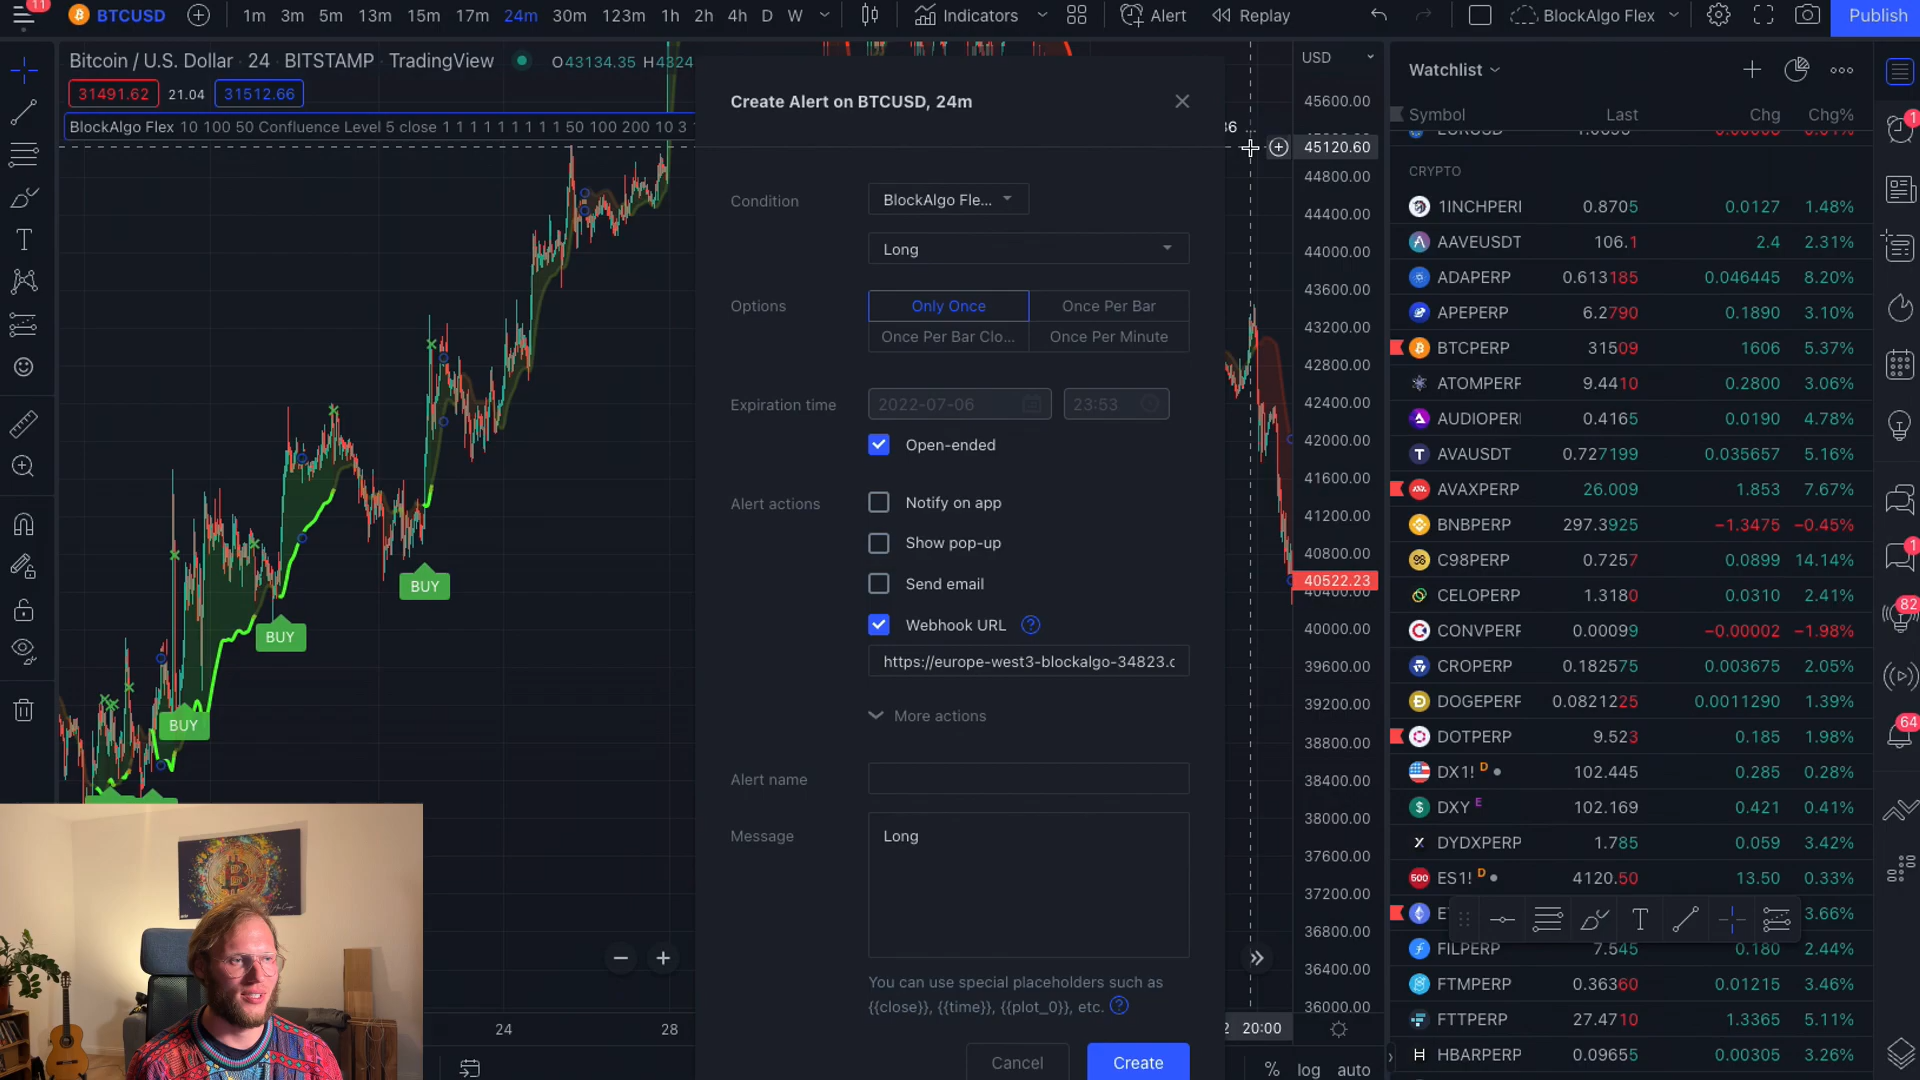 11
BTCUSD
1m 3m 5m 13m 15m 17m 24m 30m 123m 1h 2h 4h D W
Indicators
Alert
Replay
BlockAlgo Flex
Publish
Bitcoin / U.S. Dollar · 24 · BITSTAMP · TradingView
O43134.35 H4324
31491.62 21.04 31512.66
BlockAlgo Flex 10 100 50 Confluence Level 5 close 1 1 1 1 1 1 1 1 50 100 200 10 3 1
BUY
BUY
BUY
24
28
Create Alert on BTCUSD, 24m
Condition
BlockAlgo Fle...
Long
Options
Only Once
Once Per Bar
Once Per Bar Clo...
Once Per Minute
Expiration time
2022-07-06
23:53
Open-ended
Alert actions
Notify on app
Show pop-up
Send email
Webhook URL
https://europe-west3-blockalgo-34823.c
More actions
Alert name
Message
Long
You can use special placeholders such as
{{close}}, {{time}}, {{plot_0}}, etc.
Cancel
Create
36 ...
USD
45600.00
45120.60
44800.00
44400.00
44000.00
43600.00
43200.00
42800.00
42400.00
42000.00
41600.00
41200.00
40800.00
40522.23
40400.00
40000.00
39600.00
39200.00
38800.00
38400.00
38000.00
37600.00
37200.00
36800.00
36400.00
36000.00
2 20:00
% log auto
Watchlist
Symbol Last Chg Chg%
CRYPTO
1INCHPERP 0.8705 0.0127 1.48%
AAVEUSDT 106.1 2.4 2.31%
ADAPERP 0.613185 0.046445 8.20%
APEPERP 6.2790 0.1890 3.10%
BTCPERP 31509 1606 5.37%
ATOMPERP 9.4410 0.2800 3.06%
AUDIOPERP 0.4165 0.0190 4.78%
AVAUSDT 0.727199 0.035657 5.16%
AVAXPERP 26.009 1.853 7.67%
BNBPERP 297.3925 −1.3475 −0.45%
C98PERP 0.7257 0.0899 14.14%
CELOPERP 1.3180 0.0310 2.41%
CONVPERP 0.00099 −0.00002 −1.98%
CROPERP 0.182575 0.003675 2.05%
DOGEPERP 0.0821225 0.0011290 1.39%
DOTPERP 9.523 0.185 1.98%
DX1! D 102.445 0.285 0.28%
DXY E 102.169 0.421 0.41%
DYDXPERP 1.785 0.059 3.42%
500 ES1! D 4120.50 13.50 0.33%
3.66%
FILPERP 7.545 0.180 2.44%
FTMPERP 0.36360 0.01215 3.46%
FTTPERP 27.4710 1.3365 5.11%
HBARPERP 0.09655 0.00305 3.26%
1
1
82
64